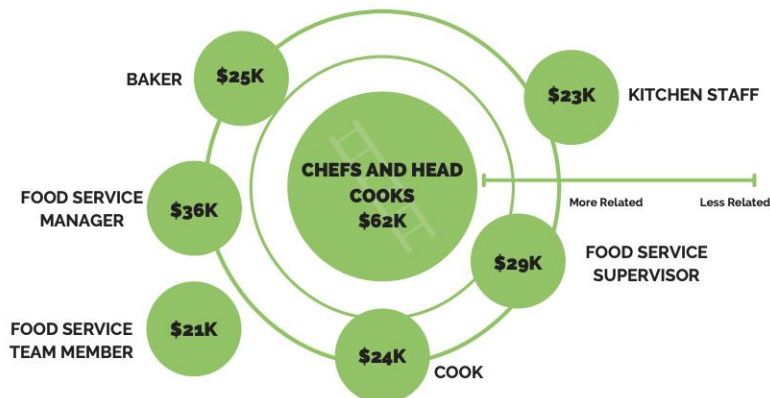 BAKER
$25K
$23K
KITCHEN STAFF
CHEFS AND HEAD
COOKS
$62K
FOOD SERVICE
MANAGER
$36K
More Related
Less Related
$29K
FOOD SERVICE
SUPERVISOR
FOOD SERVICE
TEAM MEMBER
$21K
$24K
COOK